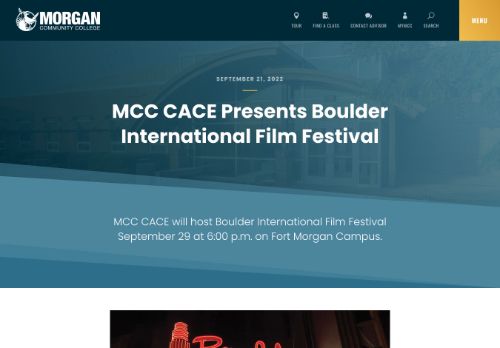 MORGAN
COMMUNITY COLLEGE
TOUR
FIND A CLASS
CONTACT ADVISOR
MYMCC
SEARCH
MENU
SEPTEMBER 21, 2022
MCC CACE Presents Boulder
International Film Festival
MCC CACE will host Boulder International Film Festival
September 29 at 6:00 p.m. on Fort Morgan Campus.